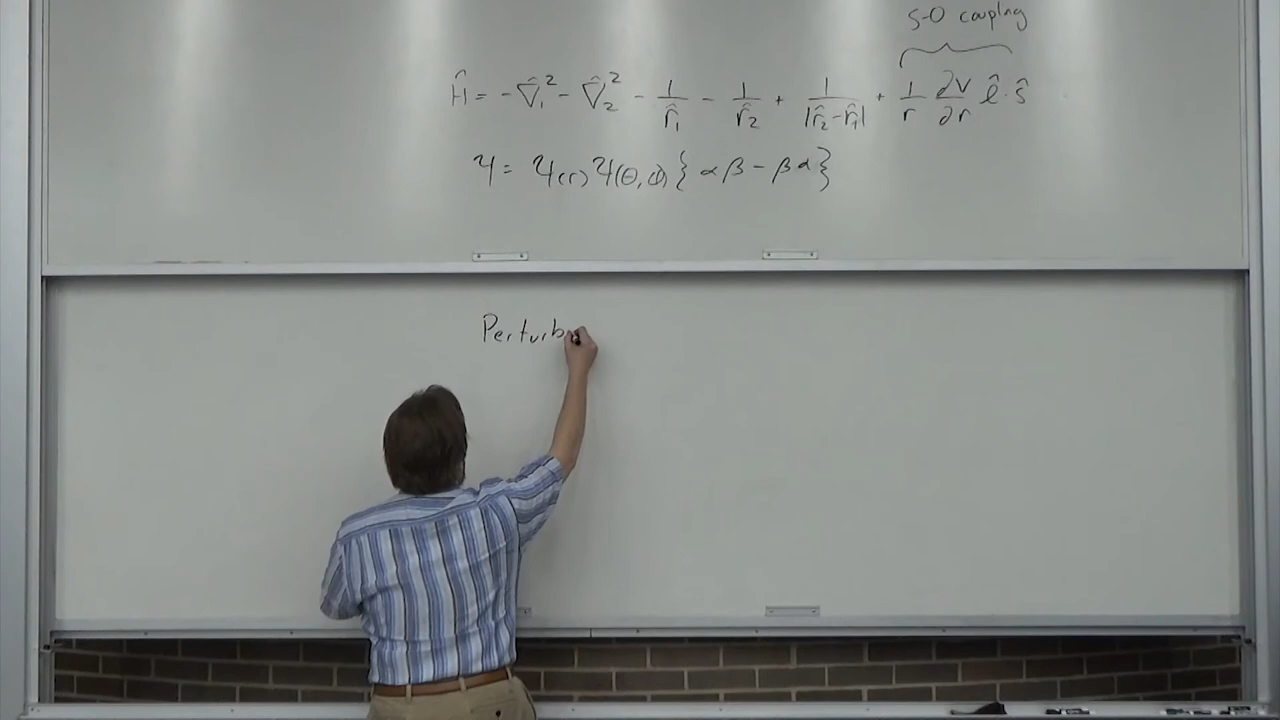 S-O coupling
Ĥ = -∇̂₁² - ∇̂₂² - 1/r̂₁ - 1/r̂₂ + 1/|r̂₂-r̂₁| + 1/r ∂V/∂r ℓ̂·ŝ
Ψ = Ψ(r)Ψ(θ,ϕ){αβ - βα}
Perturb